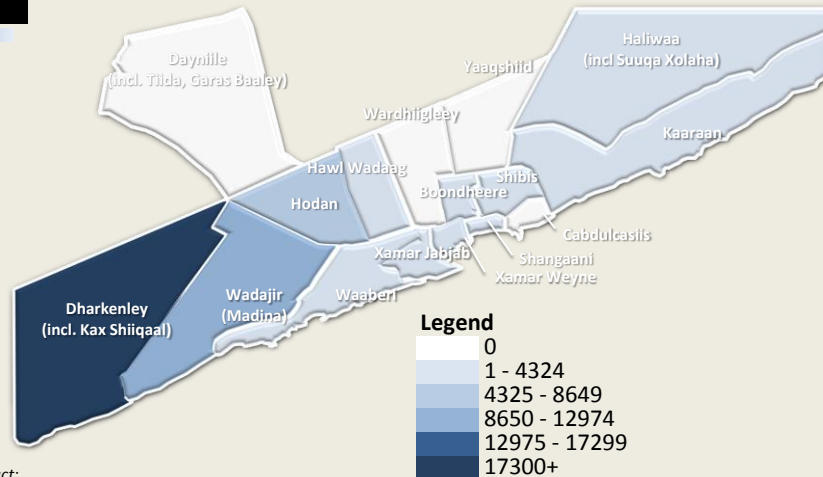 Dayniile
(incl. Tiida, Garas Baaley)
Haliwaa
(incl Suuqa Xolaha)
Yaaqshiid
Wardhiigleey
Kaaraan
Hawl Wadaag
Shibis
Boondheere
Hodan
Cabdulcasiis
Xamar Jabjab
Shangaani
Xamar Weyne
Wadajir
(Madina)
Waaberi
Dharkenley
(incl. Kax Shiiqaal)
Legend
0
1 - 4324
4325 - 8649
8650 - 12974
12975 - 17299
17300+